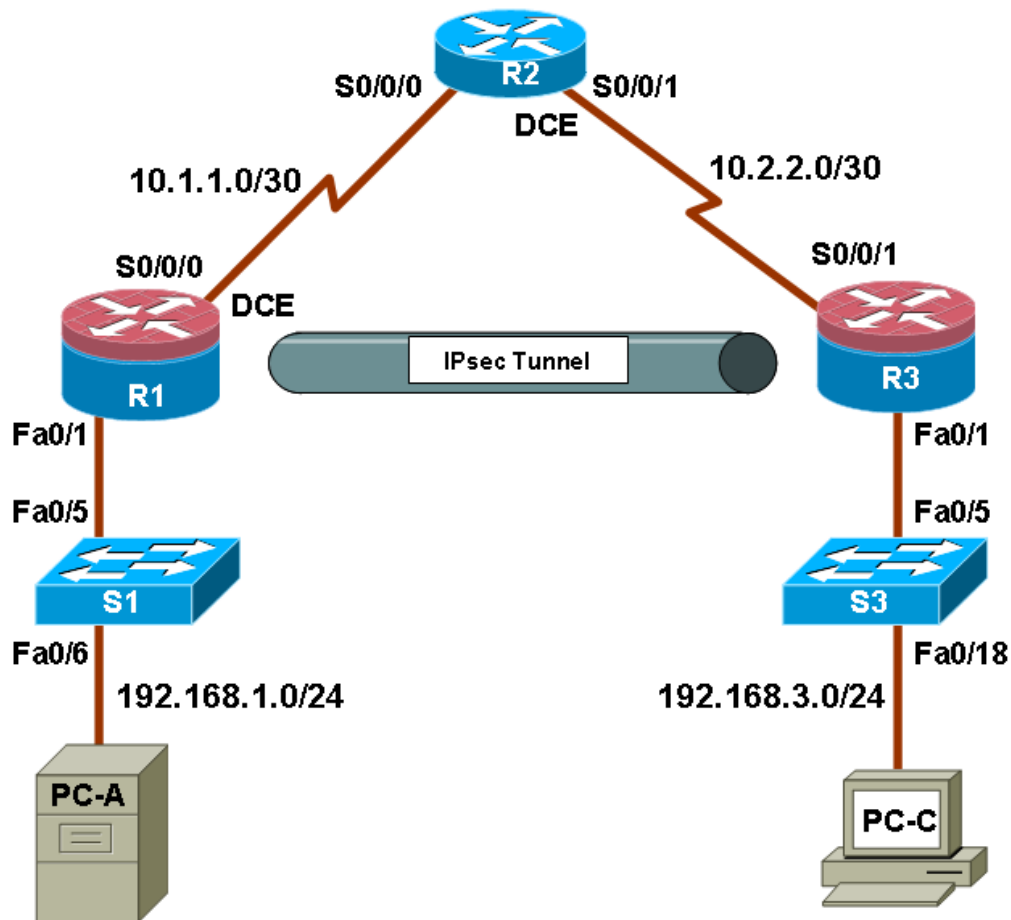 R2
S0/0/0
S0/0/1
DCE
10.1.1.0/30
10.2.2.0/30
S0/0/0
S0/0/1
DCE
IPsec Tunnel
R1
R3
Fa0/1
Fa0/1
Fa0/5
Fa0/5
S1
S3
Fa0/6
Fa0/18
192.168.1.0/24
192.168.3.0/24
PC-A
PC-C